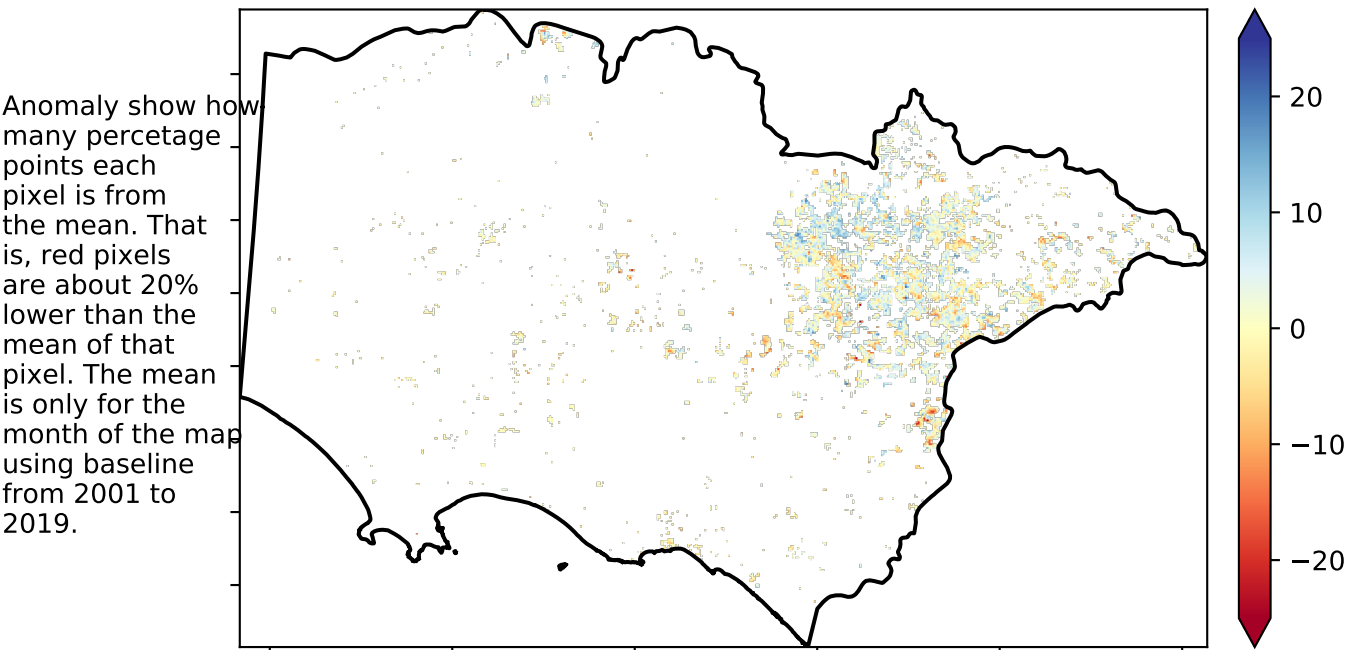 Anomaly show how
many percetage
points each
pixel is from
the mean. That
is, red pixels
are about 20%
lower than the
mean of that
pixel. The mean
is only for the
month of the map
using baseline
from 2001 to
2019.
20
10
0
−10
−20